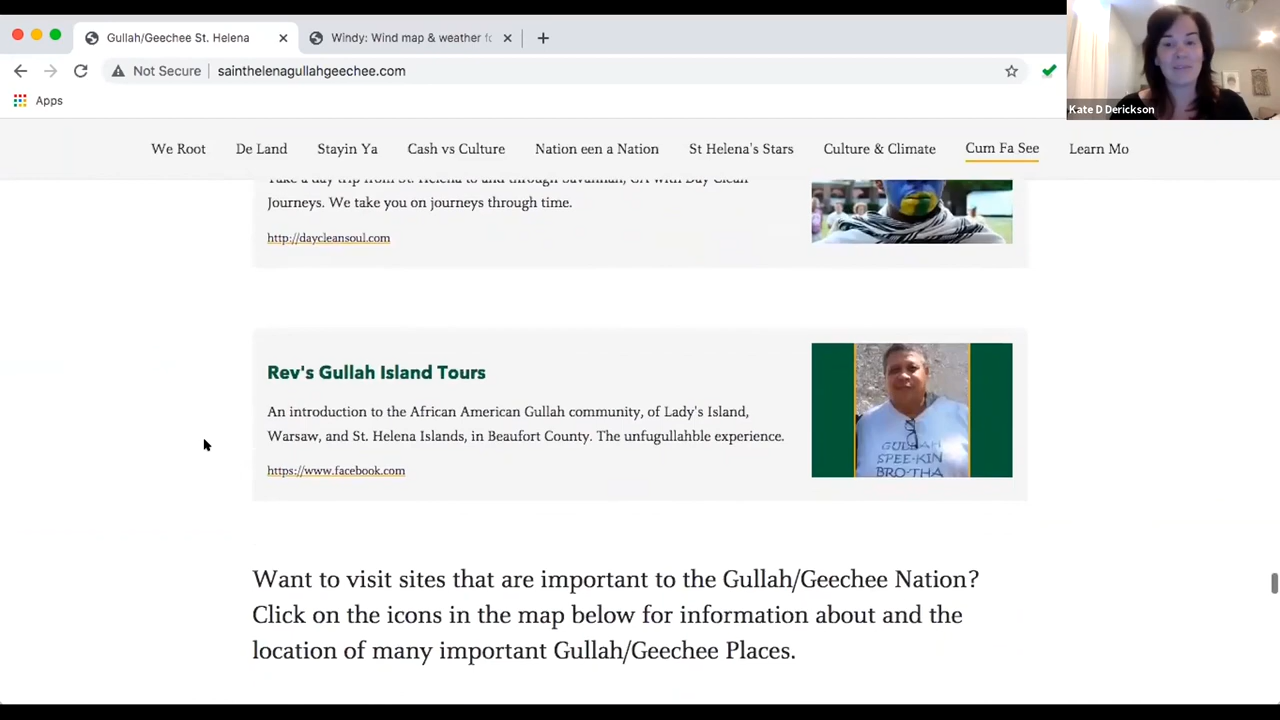 Gullah/Geechee St. Helena
Windy: Wind map & weather fo
Not Secure
sainthelenagullahgeechee.com
Apps
Kate D Derickson
We Root
De Land
Stayin Ya
Cash vs Culture
Nation een a Nation
St Helena's Stars
Culture & Climate
Cum Fa See
Learn Mo
Take a day trip from St. Helena to and through Savannah, GA with Day Clean
Journeys. We take you on journeys through time.
http://daycleansoul.com
Rev's Gullah Island Tours
An introduction to the African American Gullah community, of Lady's Island,
Warsaw, and St. Helena Islands, in Beaufort County. The unfugullahble experience.
https://www.facebook.com
GULLAH
SPEE-KIN
BRO-THA
Want to visit sites that are important to the Gullah/Geechee Nation?
Click on the icons in the map below for information about and the
location of many important Gullah/Geechee Places.